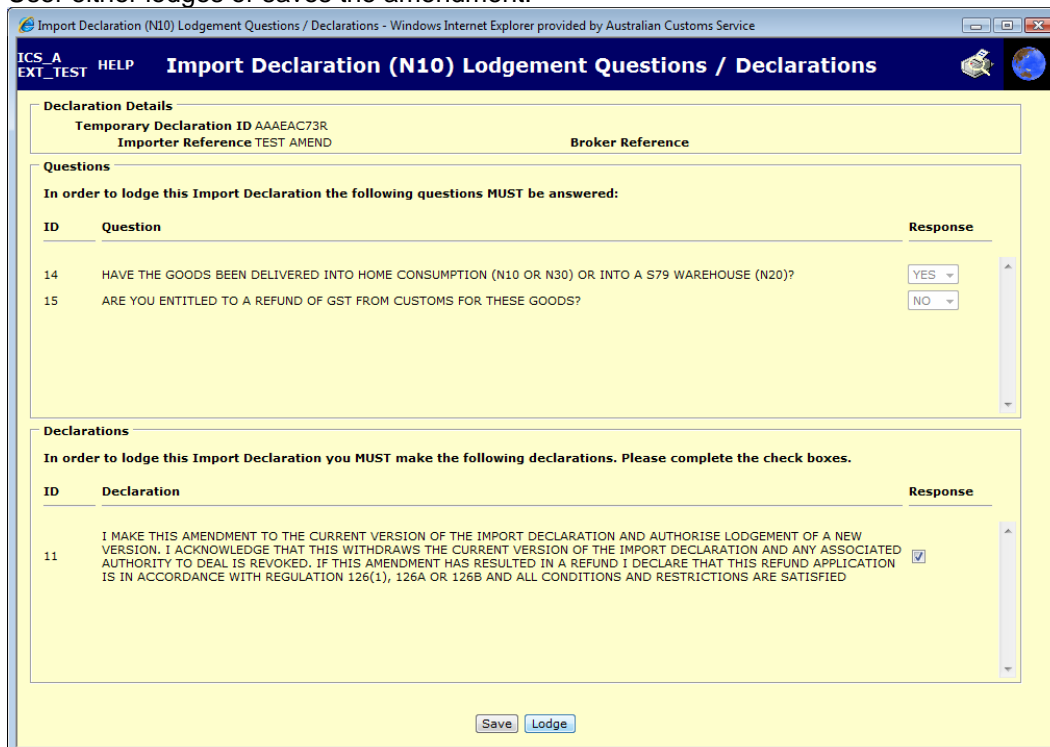 User either lodges or saves the amendment.
Import Declaration (N10) Lodgement Questions / Declarations - Windows Internet Explorer provided by Australian Customs Service
ICS_A
EXT_TEST HELP Import Declaration (N10) Lodgement Questions / Declarations
Declaration Details
Temporary Declaration ID AAAEAC73R
Importer Reference TEST AMEND Broker Reference
Questions
In order to lodge this Import Declaration the following questions MUST be answered:
ID Question Response
14 HAVE THE GOODS BEEN DELIVERED INTO HOME CONSUMPTION (N10 OR N30) OR INTO A S79 WAREHOUSE (N20)? YES
15 ARE YOU ENTITLED TO A REFUND OF GST FROM CUSTOMS FOR THESE GOODS? NO
Declarations
In order to lodge this Import Declaration you MUST make the following declarations. Please complete the check boxes.
ID Declaration Response
I MAKE THIS AMENDMENT TO THE CURRENT VERSION OF THE IMPORT DECLARATION AND AUTHORISE LODGEMENT OF A NEW
VERSION. I ACKNOWLEDGE THAT THIS WITHDRAWS THE CURRENT VERSION OF THE IMPORT DECLARATION AND ANY ASSOCIATED
11 AUTHORITY TO DEAL IS REVOKED. IF THIS AMENDMENT HAS RESULTED IN A REFUND I DECLARE THAT THIS REFUND APPLICATION
IS IN ACCORDANCE WITH REGULATION 126(1), 126A OR 126B AND ALL CONDITIONS AND RESTRICTIONS ARE SATISFIED
Save Lodge